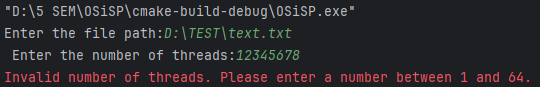 "D:\5 SEM\OSiSP\cmake-build-debug\OSiSP.exe"
Enter the file path:D:\TEST\text.txt
Enter the number of threads:12345678
Invalid number of threads. Please enter a number between 1 and 64.